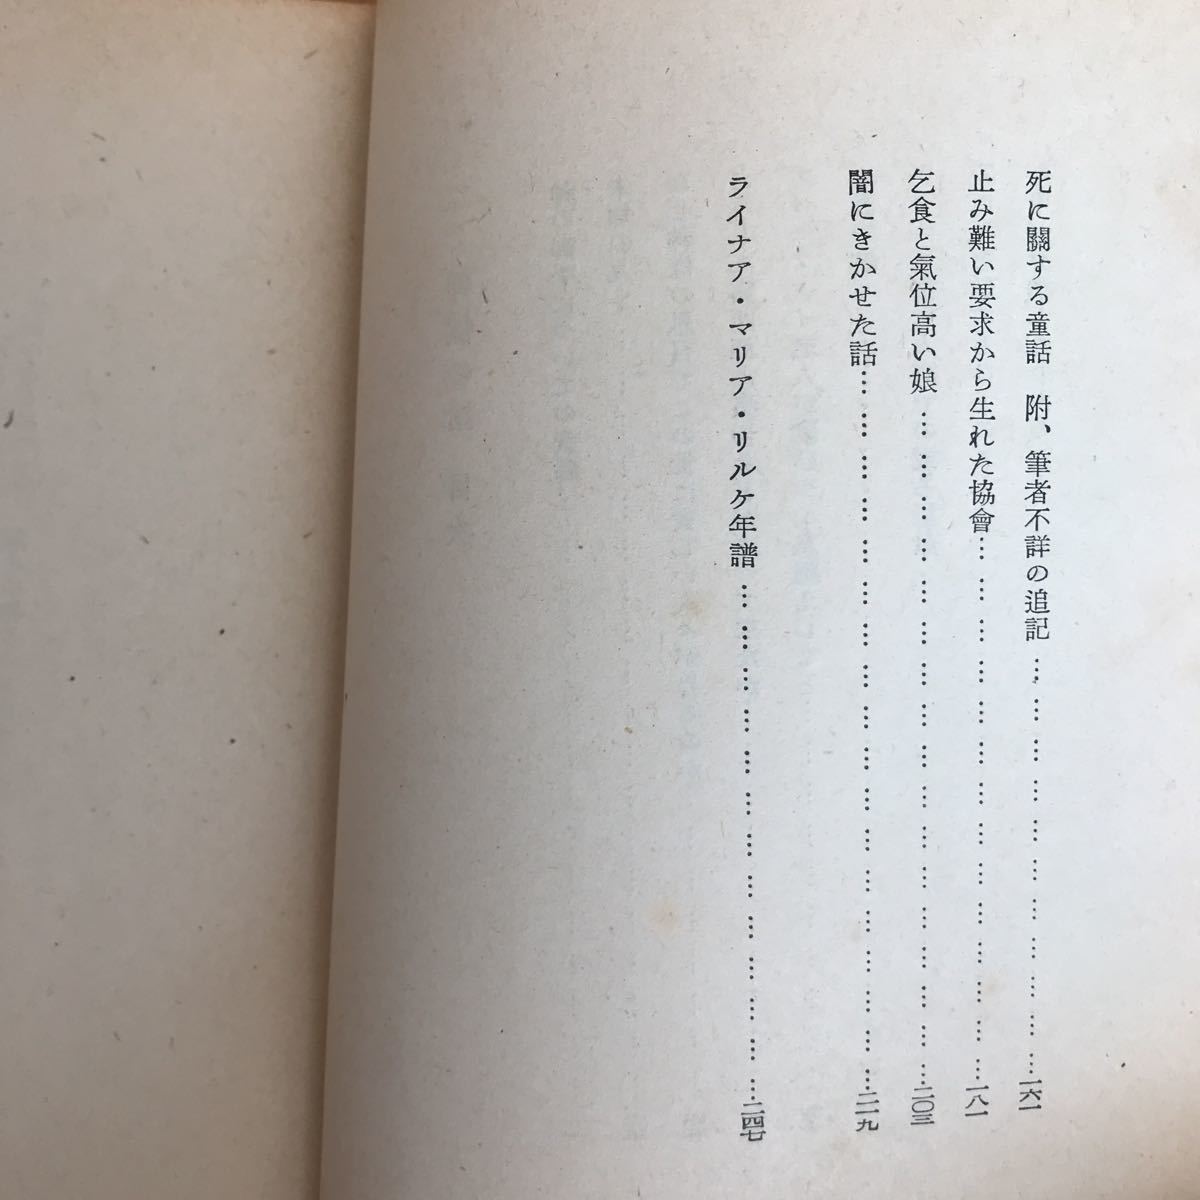 死に關する童話　附、筆者不詳の追記…………………………一六一
止み難い要求から生れた協會…………………………一八一
乞食と氣位高い娘…………………………二〇三
闇にきかせた話…………………………二一九
ライナア・マリア・リルケ年譜…………………………二四七